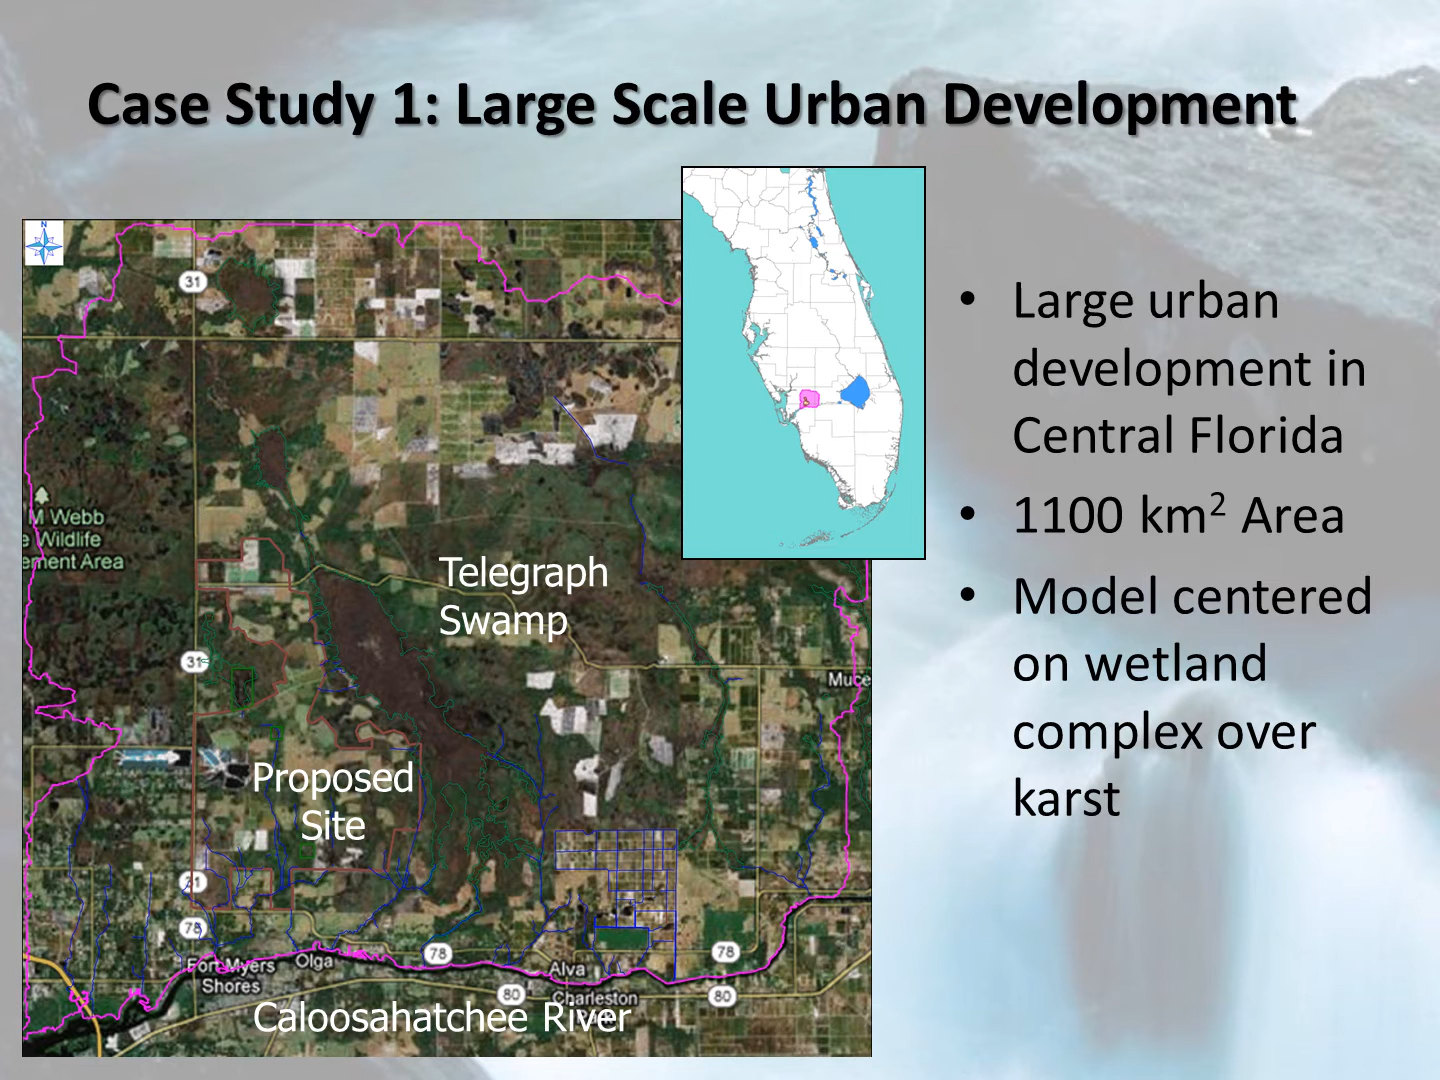 Case Study 1: Large Scale Urban Development
N
31
M Webb
e Wildlife
ement Area
Telegraph
Swamp
31
Muce
Proposed
Site
31
78
78
78
Fort Myers
Shores
Olga
Alva
80
Charleston
80
Caloosahatchee River
• Large urban
development in
Central Florida
• 1100 km² Area
• Model centered
on wetland
complex over
karst